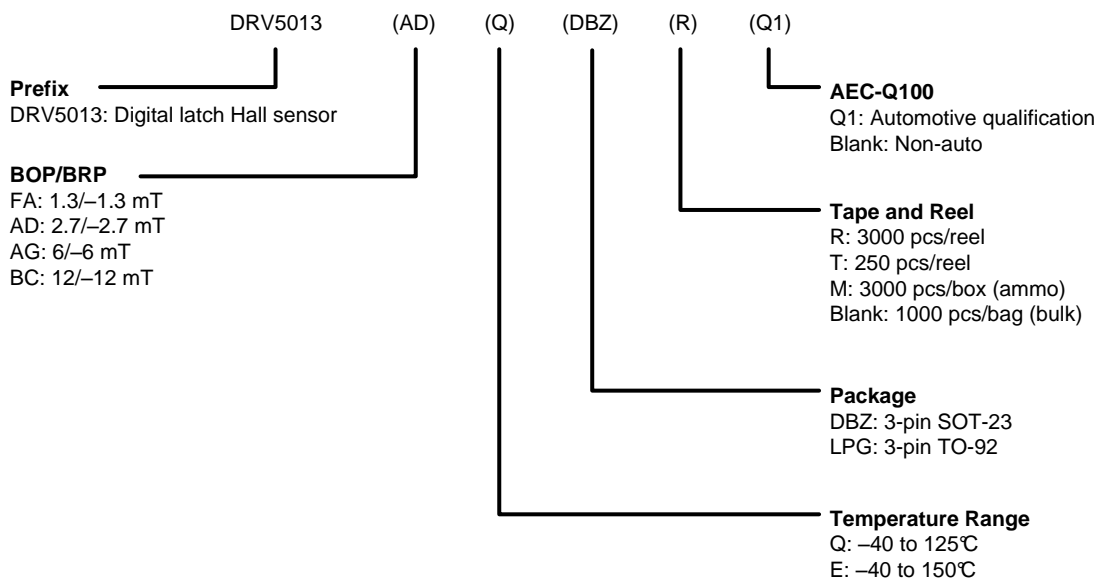 DRV5013 (AD) (Q) (DBZ) (R) (Q1)
Prefix
DRV5013: Digital latch Hall sensor
BOP/BRP
FA: 1.3/–1.3 mT
AD: 2.7/–2.7 mT
AG: 6/–6 mT
BC: 12/–12 mT
AEC-Q100
Q1: Automotive qualification
Blank: Non-auto
Tape and Reel
R: 3000 pcs/reel
T: 250 pcs/reel
M: 3000 pcs/box (ammo)
Blank: 1000 pcs/bag (bulk)
Package
DBZ: 3-pin SOT-23
LPG: 3-pin TO-92
Temperature Range
Q: –40 to 125℃
E: –40 to 150℃